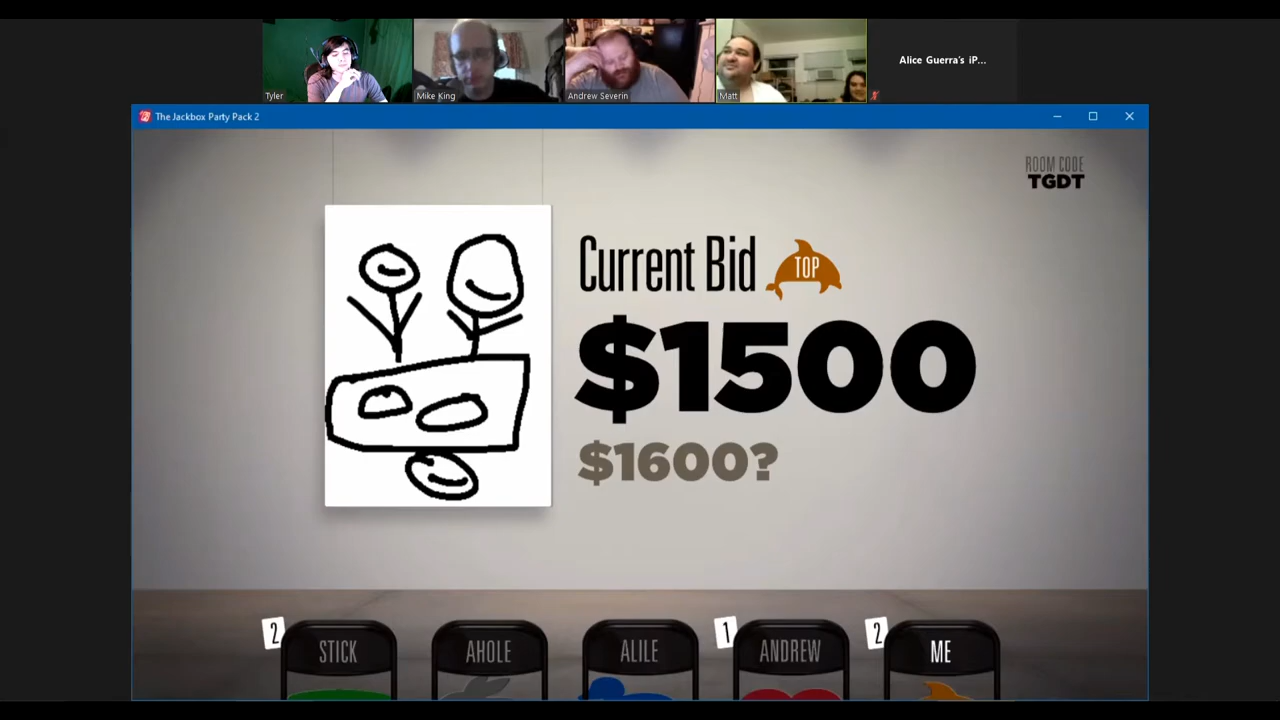 Tyler
Mike King
Andrew Severin
Matt
Alice Guerra's iP...
The Jackbox Party Pack 2
ROOM CODE
TGDT
Current Bid TOP
$1500
$1600?
2 STICK
AHOLE
ALILE
1 ANDREW
2 ME